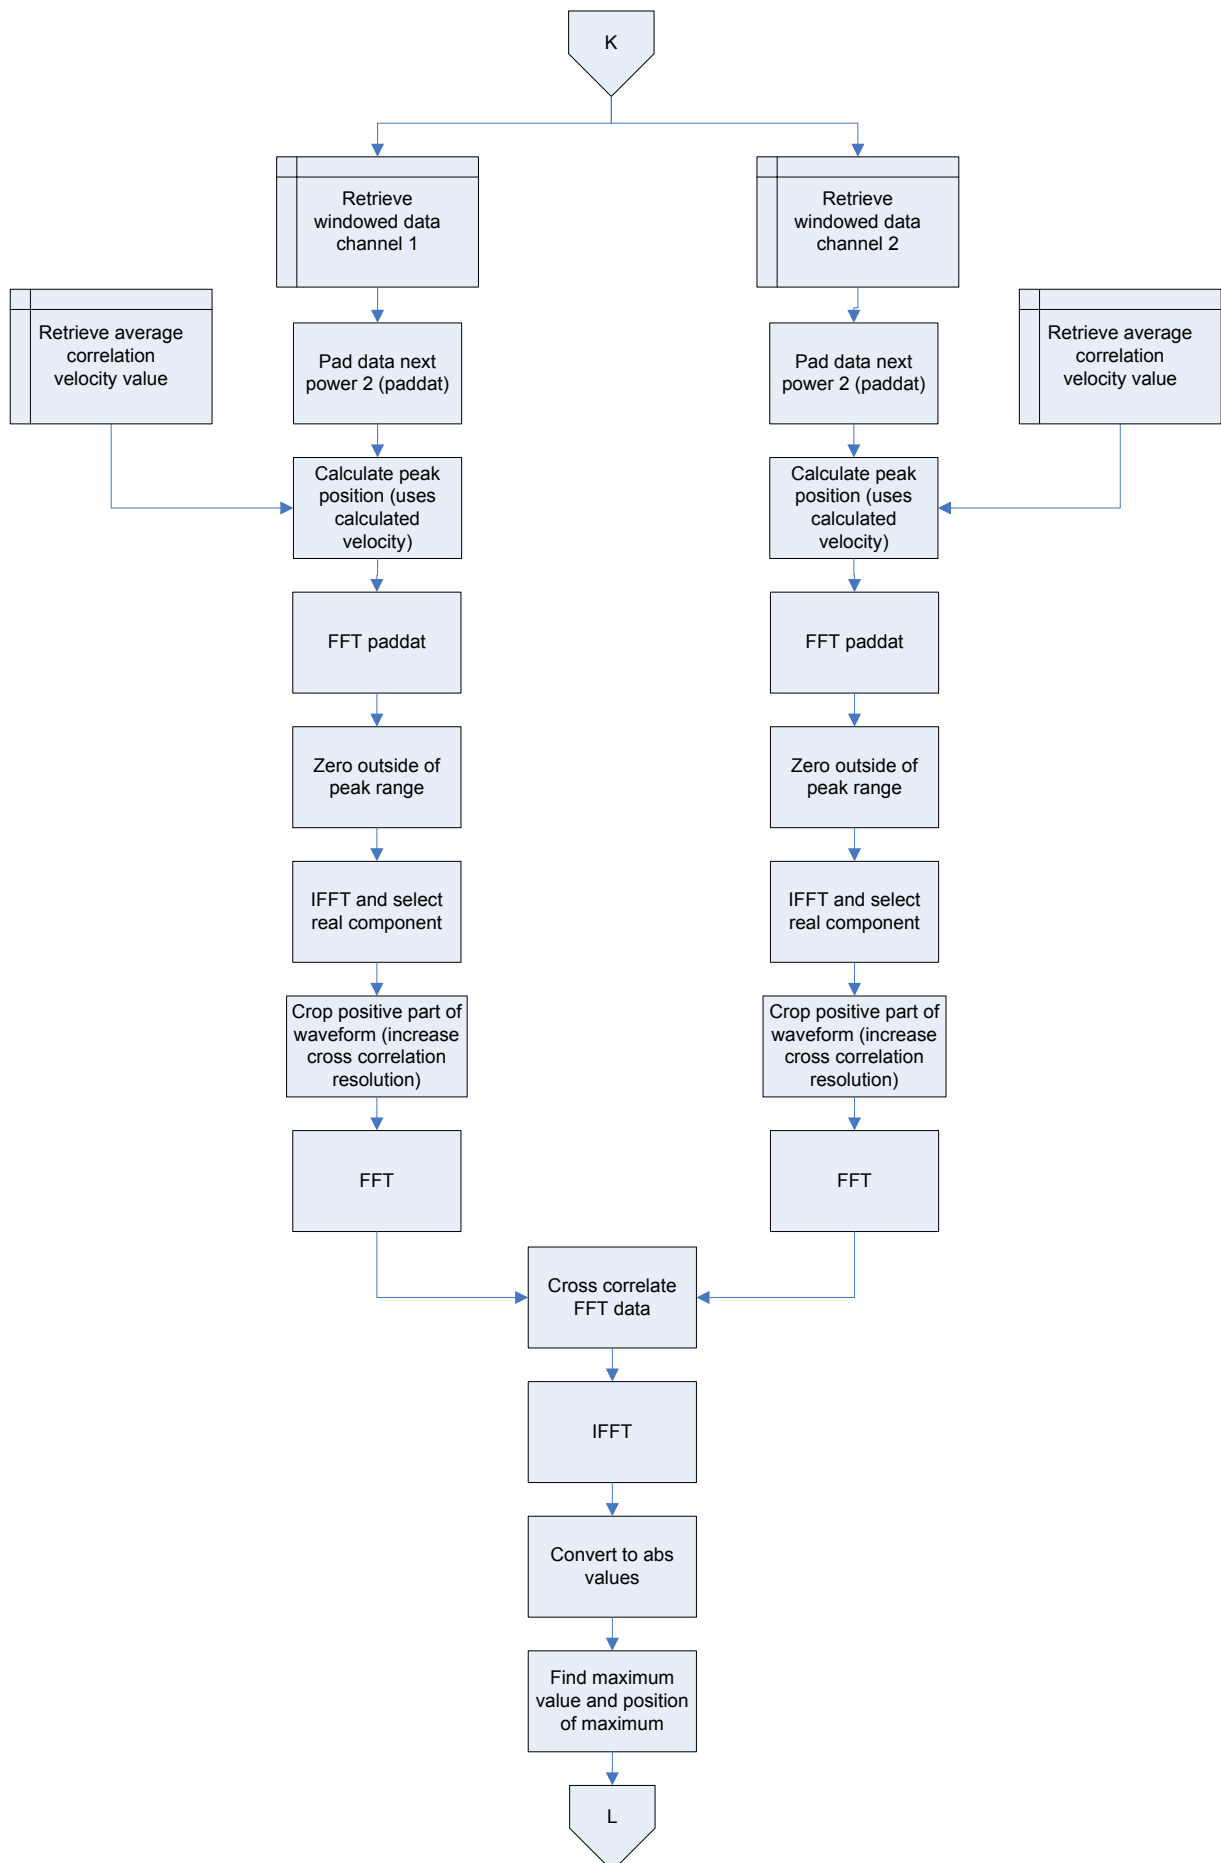 K
Retrieve
windowed data
channel 1
Retrieve
windowed data
channel 2
Retrieve average
correlation
velocity value
Pad data next
power 2 (paddat)
Pad data next
power 2 (paddat)
Retrieve average
correlation
velocity value
Calculate peak
position (uses
calculated
velocity)
Calculate peak
position (uses
calculated
velocity)
FFT paddat
FFT paddat
Zero outside of
peak range
Zero outside of
peak range
IFFT and select
real component
IFFT and select
real component
Crop positive part of
waveform (increase
cross correlation
resolution)
Crop positive part of
waveform (increase
cross correlation
resolution)
FFT
FFT
Cross correlate
FFT data
IFFT
Convert to abs
values
Find maximum
value and position
of maximum
L